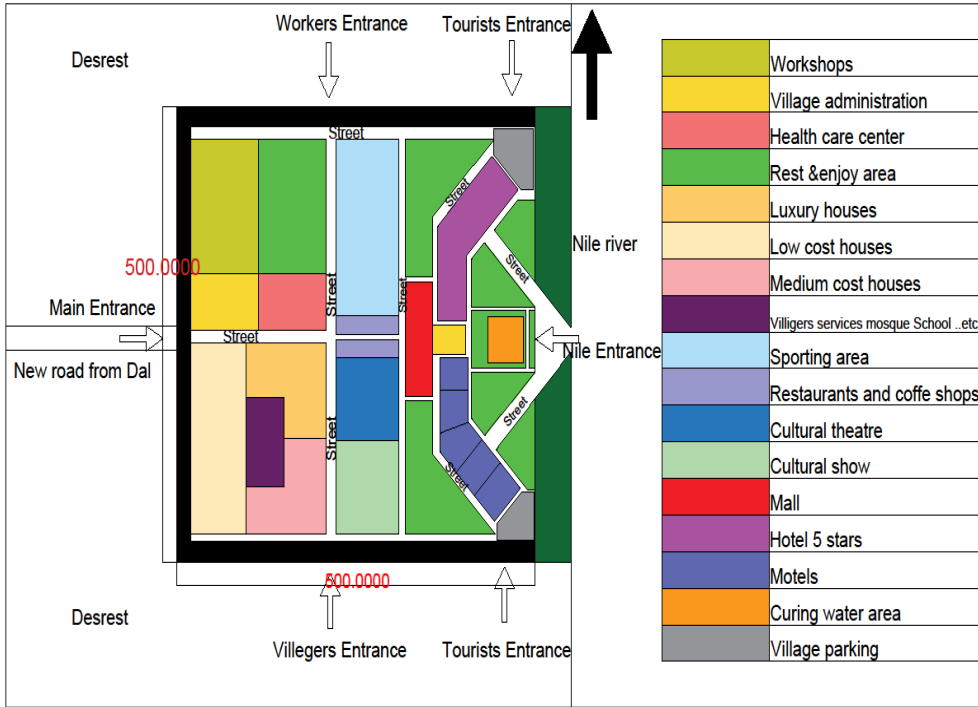 Workers Entrance
Tourists Entrance
Desrest
Street
Street
Nile river
Street
500.0000
Street
Street
Main Entrance
Street
Nile Entrance
New road from Dal
Street
Street
Street
500.0000
Desrest
Villegers Entrance
Tourists Entrance
Workshops
Village administration
Health care center
Rest &enjoy area
Luxury houses
Low cost houses
Medium cost houses
Villigers services mosque School ..etc
Sporting area
Restaurants and coffe shops
Cultural theatre
Cultural show
Mall
Hotel 5 stars
Motels
Curing water area
Village parking